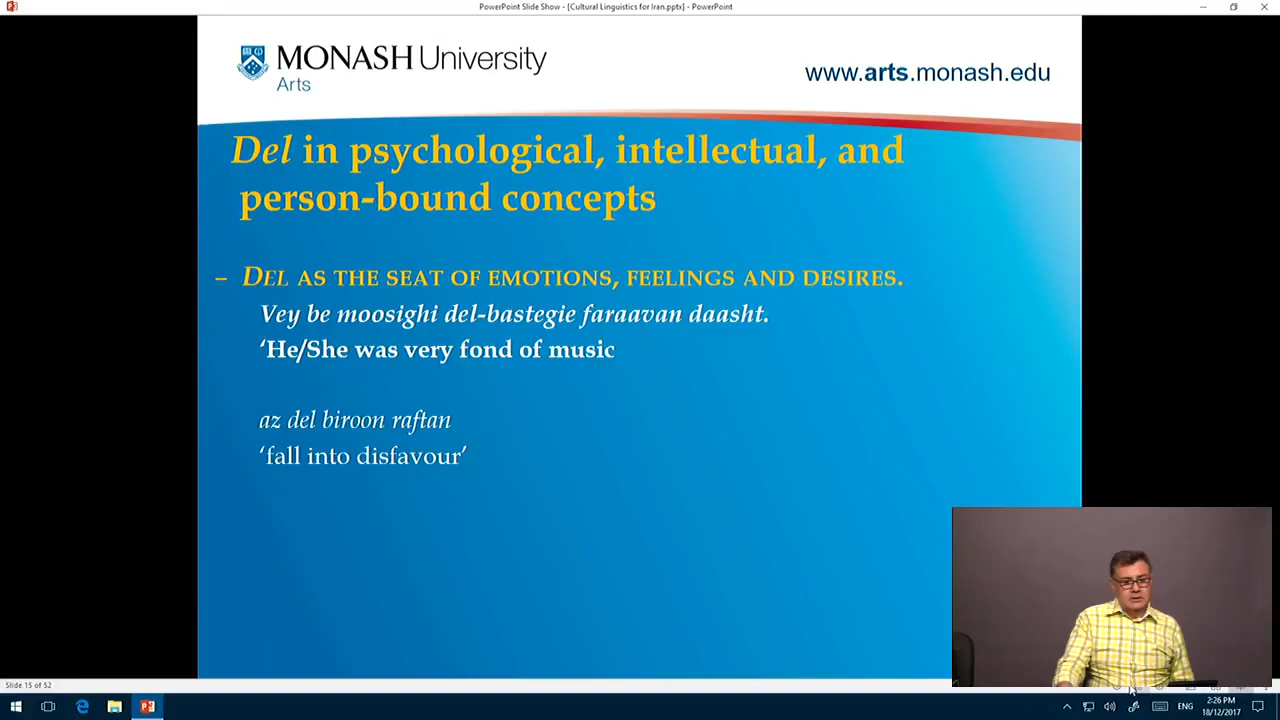 PowerPoint Slide Show - [Cultural Linguistics for Iran.pptx] - PowerPoint
MONASH University
Arts
www.arts.monash.edu
Del in psychological, intellectual, and
person-bound concepts
– DEL AS THE SEAT OF EMOTIONS, FEELINGS AND DESIRES.
Vey be moosighi del-bastegie faraavan daasht.
‘He/She was very fond of music
az del biroon raftan
‘fall into disfavour’
Slide 15 of 52
ENG
2:26 PM
18/12/2017